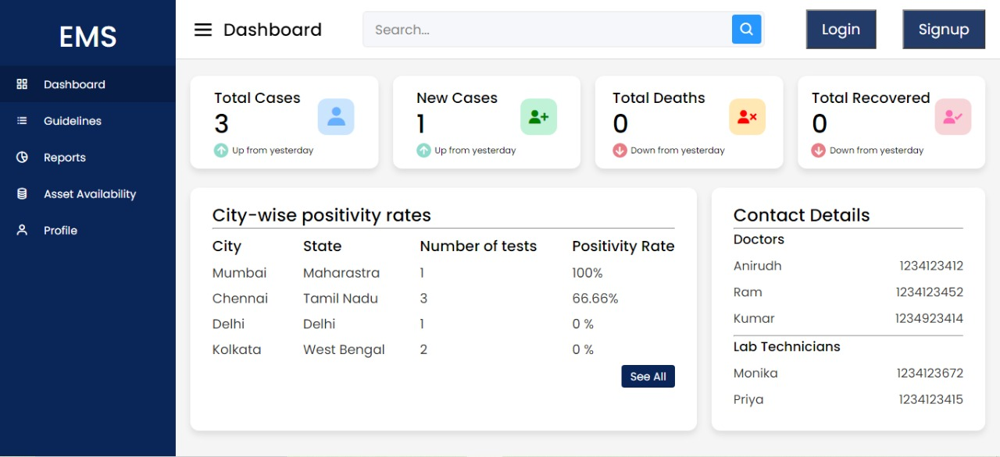 EMS
Dashboard
Guidelines
Reports
Asset Availability
Profile
Dashboard
Search...
Login
Signup
Total Cases
3
Up from yesterday
New Cases
1
Up from yesterday
Total Deaths
0
Down from yesterday
Total Recovered
0
Down from yesterday
City-wise positivity rates
City State Number of tests Positivity Rate
Mumbai Maharastra 1 100%
Chennai Tamil Nadu 3 66.66%
Delhi Delhi 1 0 %
Kolkata West Bengal 2 0 %
See All
Contact Details
Doctors
Anirudh 1234123412
Ram 1234123452
Kumar 1234923414
Lab Technicians
Monika 1234123672
Priya 1234123415